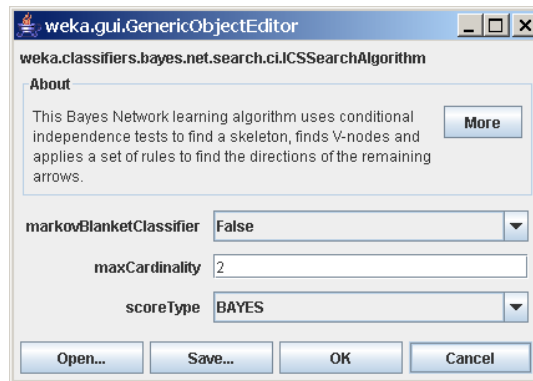 weka.gui.GenericObjectEditor
weka.classifiers.bayes.net.search.ci.ICSSearchAlgorithm
About
This Bayes Network learning algorithm uses conditional
independence tests to find a skeleton, finds V-nodes and
applies a set of rules to find the directions of the remaining
arrows.
More
markovBlanketClassifier False
maxCardinality 2
scoreType BAYES
Open... Save... OK Cancel